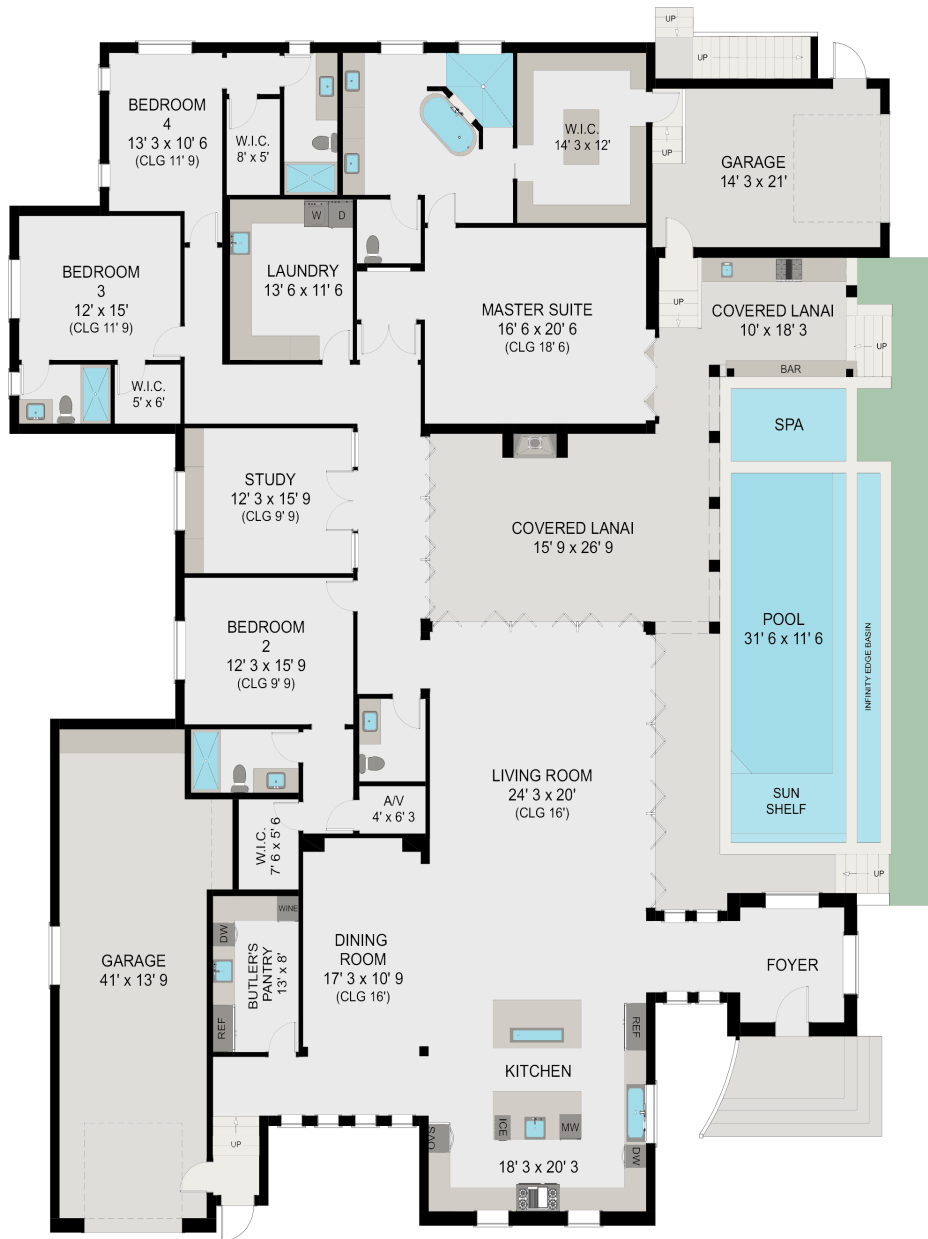 UP
UP
BEDROOM
4
13' 3 x 10' 6
(CLG 11' 9)
W.I.C.
8' x 5'
W.I.C.
14' 3 x 12'
UP
GARAGE
14' 3 x 21'
W
D
LAUNDRY
13' 6 x 11' 6
BEDROOM
3
12' x 15'
(CLG 11' 9)
W.I.C.
5' x 6'
MASTER SUITE
16' 6 x 20' 6
(CLG 18' 6)
UP
COVERED LANAI
10' x 18' 3
UP
BAR
SPA
STUDY
12' 3 x 15' 9
(CLG 9' 9)
COVERED LANAI
15' 9 x 26' 9
BEDROOM
2
12' 3 x 15' 9
(CLG 9' 9)
POOL
31' 6 x 11' 6
INFINITY EDGE BASIN
LIVING ROOM
24' 3 x 20'
(CLG 16')
SUN
SHELF
A/V
4' x 6' 3
W.I.C.
7' 6 x 5' 6
UP
WINE
DW
BUTLER'S
PANTRY
13' x 8'
REF
GARAGE
41' x 13' 9
DINING
ROOM
17' 3 x 10' 9
(CLG 16')
FOYER
REF
KITCHEN
ICE
MW
OVS
DW
18' 3 x 20' 3
UP